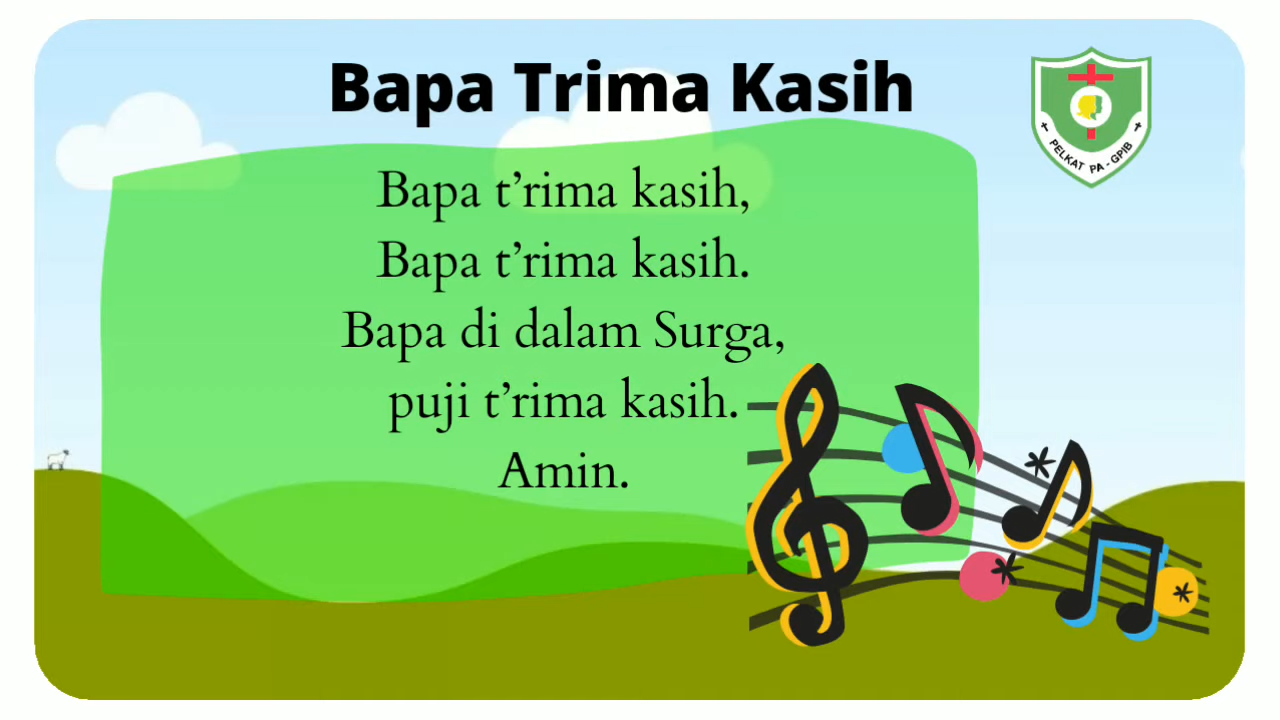 Bapa Trima Kasih
Bapa t’rima kasih,
Bapa t’rima kasih.
Bapa di dalam Surga,
puji t’rima kasih.
Amin.
PELKAT PA - GPIB